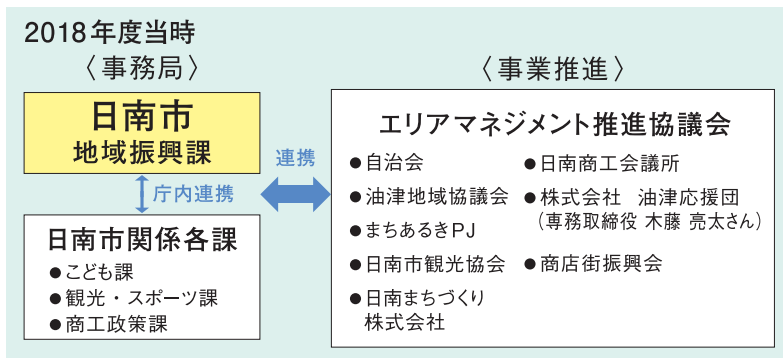 2018年度当時
〈事務局〉
日南市
地域振興課
庁内連携
日南市関係各課
●こども課
●観光・スポーツ課
●商工政策課
連携
〈事業推進〉
エリアマネジメント推進協議会
●自治会
●油津地域協議会
●まちあるきPJ
●日南市観光協会
●日南まちづくり
株式会社
●日南商工会議所
●株式会社 油津応援団
（専務取締役 木藤 亮太さん）
●商店街振興会